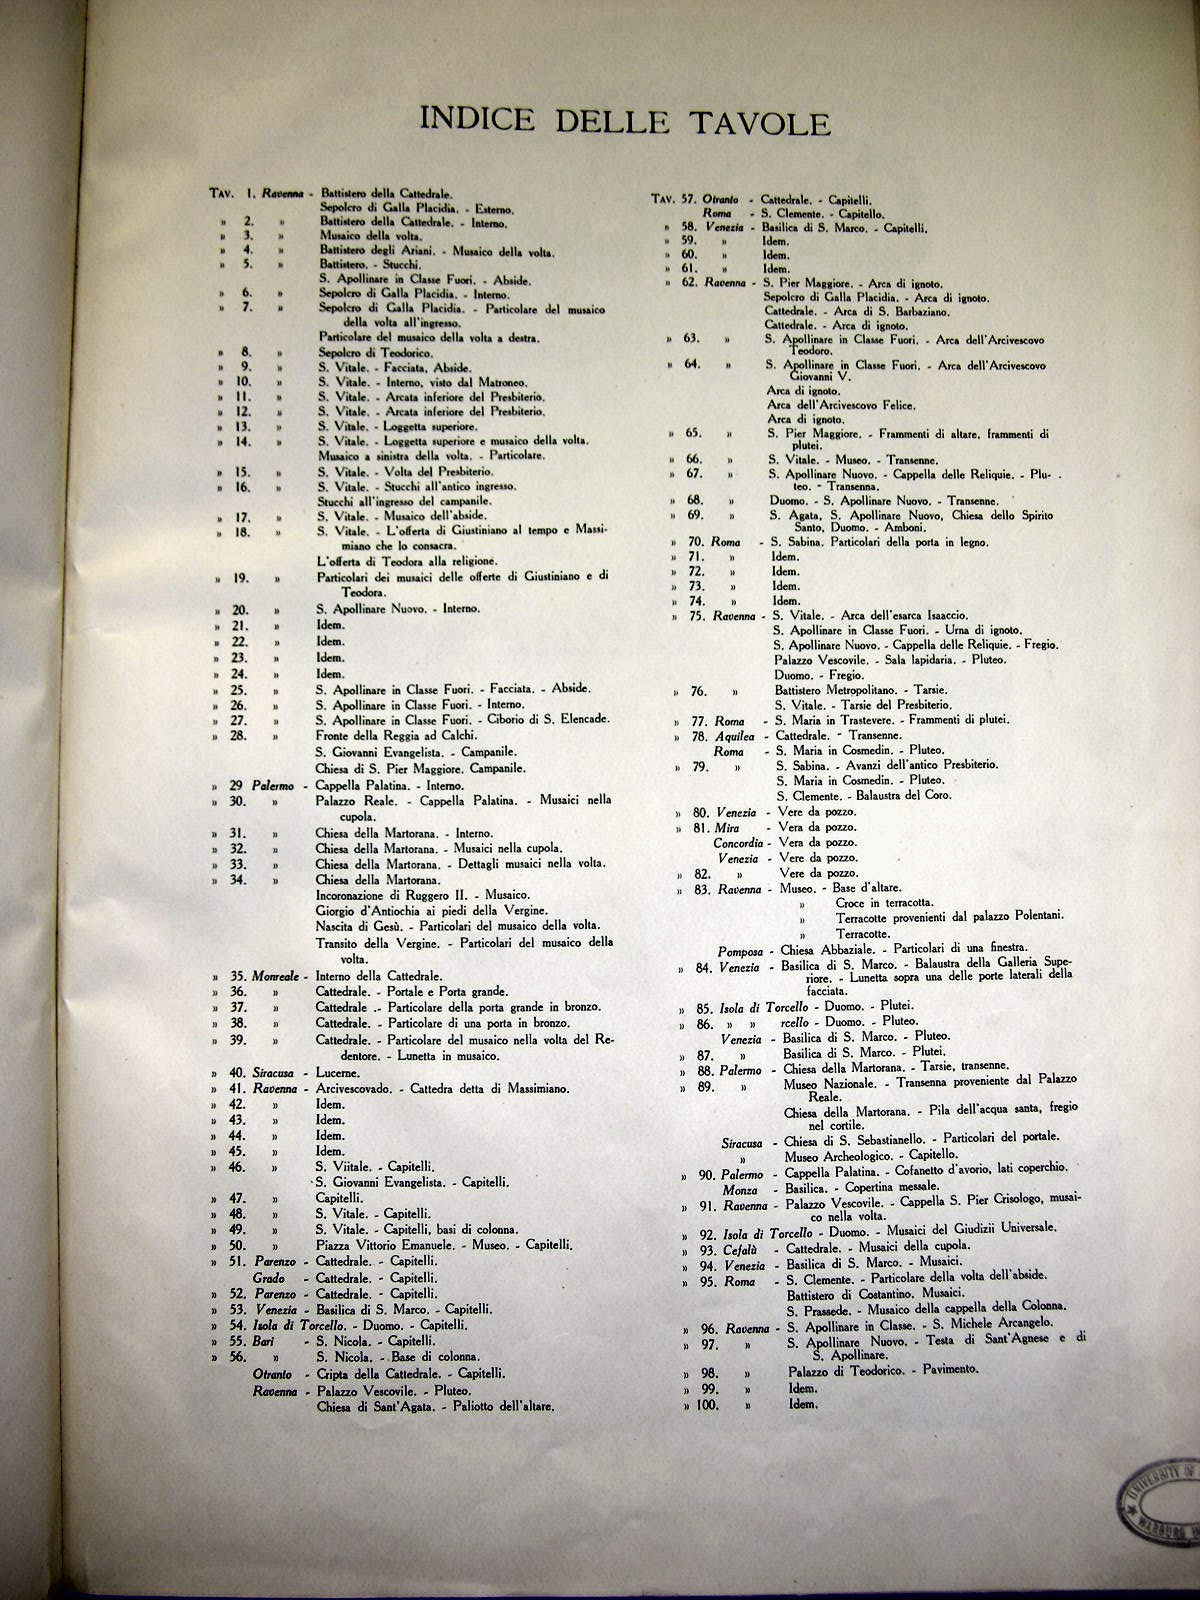 INDICE DELLE TAVOLE
TAV. 1. Ravenna - Battistero della Cattedrale.
Sepolcro di Galla Placidia. - Esterno.
» 2. » Battistero della Cattedrale. - Interno.
» 3. » Musaico della volta.
» 4. » Battistero degli Ariani. - Musaico della volta.
» 5. » Battistero. - Stucchi.
S. Apollinare in Classe Fuori. - Abside.
» 6. » Sepolcro di Galla Placidia. - Interno.
» 7. » Sepolcro di Galla Placidia. - Particolare del musaico
della volta all'ingresso.
Particolare del musaico della volta a destra.
» 8. » Sepolcro di Teodorico.
» 9. » S. Vitale. - Facciata, Abside.
» 10. » S. Vitale. - Interno, visto dal Matroneo.
» 11. » S. Vitale. - Arcata inferiore del Presbiterio.
» 12. » S. Vitale. - Arcata inferiore del Presbiterio.
» 13. » S. Vitale. - Loggetta superiore.
» 14. » S. Vitale. - Loggetta superiore e musaico della volta.
Musaico a sinistra della volta. - Particolare.
» 15. » S. Vitale. - Volta del Presbiterio.
» 16. » S. Vitale. - Stucchi all'antico ingresso.
Stucchi all'ingresso del campanile.
» 17. » S. Vitale. - Musaico dell'abside.
» 18. » S. Vitale. - L'offerta di Giustiniano al tempo e Massi-
miano che lo consacra.
L'offerta di Teodora alla religione.
» 19. » Particolari dei musaici delle offerte di Giustiniano e di
Teodora.
» 20. » S. Apollinare Nuovo. - Interno.
» 21. » Idem.
» 22. » Idem.
» 23. » Idem.
» 24. » Idem.
» 25. » S. Apollinare in Classe Fuori. - Facciata. - Abside.
» 26. » S. Apollinare in Classe Fuori. - Interno.
» 27. » S. Apollinare in Classe Fuori. - Ciborio di S. Elencade.
» 28. » Fronte della Reggia ad Calchi.
S. Giovanni Evangelista. - Campanile.
Chiesa di S. Pier Maggiore. Campanile.
» 29 Palermo - Cappella Palatina. - Interno.
» 30. » Palazzo Reale. - Cappella Palatina. - Musaici nella
cupola.
» 31. » Chiesa della Martorana. - Interno.
» 32. » Chiesa della Martorana. - Musaici nella cupola.
» 33. » Chiesa della Martorana. - Dettagli musaici nella volta.
» 34. » Chiesa della Martorana.
Incoronazione di Ruggero II. - Musaico.
Giorgio d'Antiochia ai piedi della Vergine.
Nascita di Gesù. - Particolari del musaico della volta.
Transito della Vergine. - Particolari del musaico della
volta.
» 35. Monreale - Interno della Cattedrale.
» 36. » Cattedrale. - Portale e Porta grande.
» 37. » Cattedrale .- Particolare della porta grande in bronzo.
» 38. » Cattedrale. - Particolare di una porta in bronzo.
» 39. » Cattedrale. - Particolare del musaico nella volta del Re-
dentore. - Lunetta in musaico.
» 40. Siracusa - Lucerne.
» 41. Ravenna - Arcivescovado. - Cattedra detta di Massimiano.
» 42. » Idem.
» 43. » Idem.
» 44. » Idem.
» 45. » Idem.
» 46. » S. Viitale. - Capitelli.
S. Giovanni Evangelista. - Capitelli.
» 47. » Capitelli.
» 48. » S. Vitale. - Capitelli.
» 49. » S. Vitale. - Capitelli, basi di colonna.
» 50. » Piazza Vittorio Emanuele. - Museo. - Capitelli.
» 51. Parenzo - Cattedrale. - Capitelli.
Grado - Cattedrale. - Capitelli.
» 52. Parenzo - Cattedrale. - Capitelli.
» 53. Venezia - Basilica di S. Marco. - Capitelli.
» 54. Isola di Torcello. - Duomo. - Capitelli.
» 55. Bari - S. Nicola. - Capitelli.
» 56. » S. Nicola. - Base di colonna.
Otranto - Cripta della Cattedrale. - Capitelli.
Ravenna - Palazzo Vescovile. - Pluteo.
Chiesa di Sant'Agata. - Paliotto dell'altare.
TAV. 57. Otranto - Cattedrale. - Capitelli.
Roma - S. Clemente. - Capitello.
» 58. Venezia - Basilica di S. Marco. - Capitelli.
» 59. » Idem.
» 60. » Idem.
» 61. » Idem.
» 62. Ravenna - S. Pier Maggiore. - Arca di ignoto.
Sepolcro di Galla Placidia. - Arca di ignoto.
Cattedrale. - Arca di S. Barbaziano.
Cattedrale. - Arca di ignoto.
» 63. » S. Apollinare in Classe Fuori. - Arca dell'Arcivescovo
Teodoro.
» 64. » S. Apollinare in Classe Fuori. - Arca dell'Arcivescovo
Giovanni V.
Arca di ignoto.
Arca dell'Arcivescovo Felice.
Arca di ignoto.
» 65. » S. Pier Maggiore. - Frammenti di altare, frammenti di
plutei.
» 66. » S. Vitale. - Museo. - Transenne.
» 67. » S. Apollinare Nuovo. - Cappella delle Reliquie. - Plu-
teo. - Transenna.
» 68. » Duomo. - S. Apollinare Nuovo. - Transenne.
» 69. » S. Agata, S. Apollinare Nuovo, Chiesa dello Spirito
Santo, Duomo. - Amboni.
» 70. Roma - S. Sabina. Particolari della porta in legno.
» 71. » Idem.
» 72. » Idem.
» 73. » Idem.
» 74. » Idem.
» 75. Ravenna - S. Vitale. - Arca dell'esarca Isaaccio.
S. Apollinare in Classe Fuori. - Urna di ignoto.
S. Apollinare Nuovo. - Cappella delle Reliquie. - Fregio.
Palazzo Vescovile. - Sala lapidaria. - Pluteo.
Duomo. - Fregio.
» 76. » Battistero Metropolitano. - Tarsie.
S. Vitale. - Tarsie del Presbiterio.
» 77. Roma - S. Maria in Trastevere. - Frammenti di plutei.
» 78. Aquilea - Cattedrale. - Transenne.
Roma - S. Maria in Cosmedin. - Pluteo.
» 79. » S. Sabina. - Avanzi dell'antico Presbiterio.
S. Maria in Cosmedin. - Pluteo.
S. Clemente. - Balaustra del Coro.
» 80. Venezia - Vere da pozzo.
» 81. Mira - Vera da pozzo.
Concordia - Vera da pozzo.
Venezia - Vere da pozzo.
» 82. » Vere da pozzo.
» 83. Ravenna - Museo. - Base d'altare.
» Croce in terracotta.
» Terracotte provenienti dal palazzo Polentani.
» Terracotte.
Pomposa - Chiesa Abbaziale. - Particolari di una finestra.
» 84. Venezia - Basilica di S. Marco. - Balaustra della Galleria Supe-
riore. - Lunetta sopra una delle porte laterali della
facciata.
» 85. Isola di Torcello - Duomo. - Plutei.
» 86. » » rcello - Duomo. - Pluteo.
Venezia - Basilica di S. Marco. - Pluteo.
» 87. » Basilica di S. Marco. - Plutei.
» 88. Palermo - Chiesa della Martorana. - Tarsie, transenne.
» 89. » Museo Nazionale. - Transenna proveniente dal Palazzo
Reale.
Chiesa della Martorana. - Pila dell'acqua santa, fregio
nel cortile.
Siracusa - Chiesa di S. Sebastianello. - Particolari del portale.
» Museo Archeologico. - Capitello.
» 90. Palermo - Cappella Palatina. - Cofanetto d'avorio, lati coperchio.
Monza - Basilica. - Copertina messale.
» 91. Ravenna - Palazzo Vescovile. - Cappella S. Pier Crisologo, musai-
co nella volta.
» 92. Isola di Torcello - Duomo. - Musaici del Giudizii Universale.
» 93. Cefalù - Cattedrale. - Musaici della cupola.
» 94. Venezia - Basilica di S. Marco. - Musaici.
» 95. Roma - S. Clemente. - Particolare della volta dell'abside.
Battistero di Costantino. Musaici.
S. Prassede. - Musaico della cappella della Colonna.
» 96. Ravenna - S. Apollinare in Classe. - S. Michele Arcangelo.
» 97. » S. Apollinare Nuovo. - Testa di Sant'Agnese e di
S. Apollinare.
» 98. » Palazzo di Teodorico. - Pavimento.
» 99. » Idem.
» 100. » Idem.
UNIVERSITY OF
WARBURG